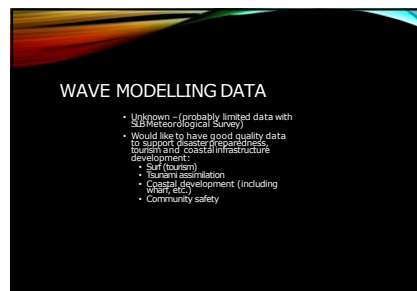 WAVE MODELLING DATA
• Unknown – (probably limited data with
SLB Meteorological Survey)
• Would like to have good quality data
to support disaster preparedness,
tourism and coastal infrastructure
development:
• Surf (tourism)
• Tsunami assimilation
• Coastal development (including
wharf, etc.)
• Community safety